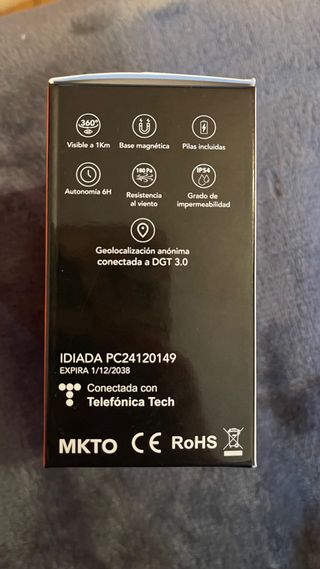 360º
Visible a 1Km
Base magnética
Pilas incluidas
Autonomía 6H
180 Pa
Resistencia
al viento
IP54
Grado de
impermeabilidad
Geolocalización anónima
conectada a DGT 3.0
IDIADA PC24120149
EXPIRA 1/12/2038
Conectada con
Telefónica Tech
MKTO CE RoHS